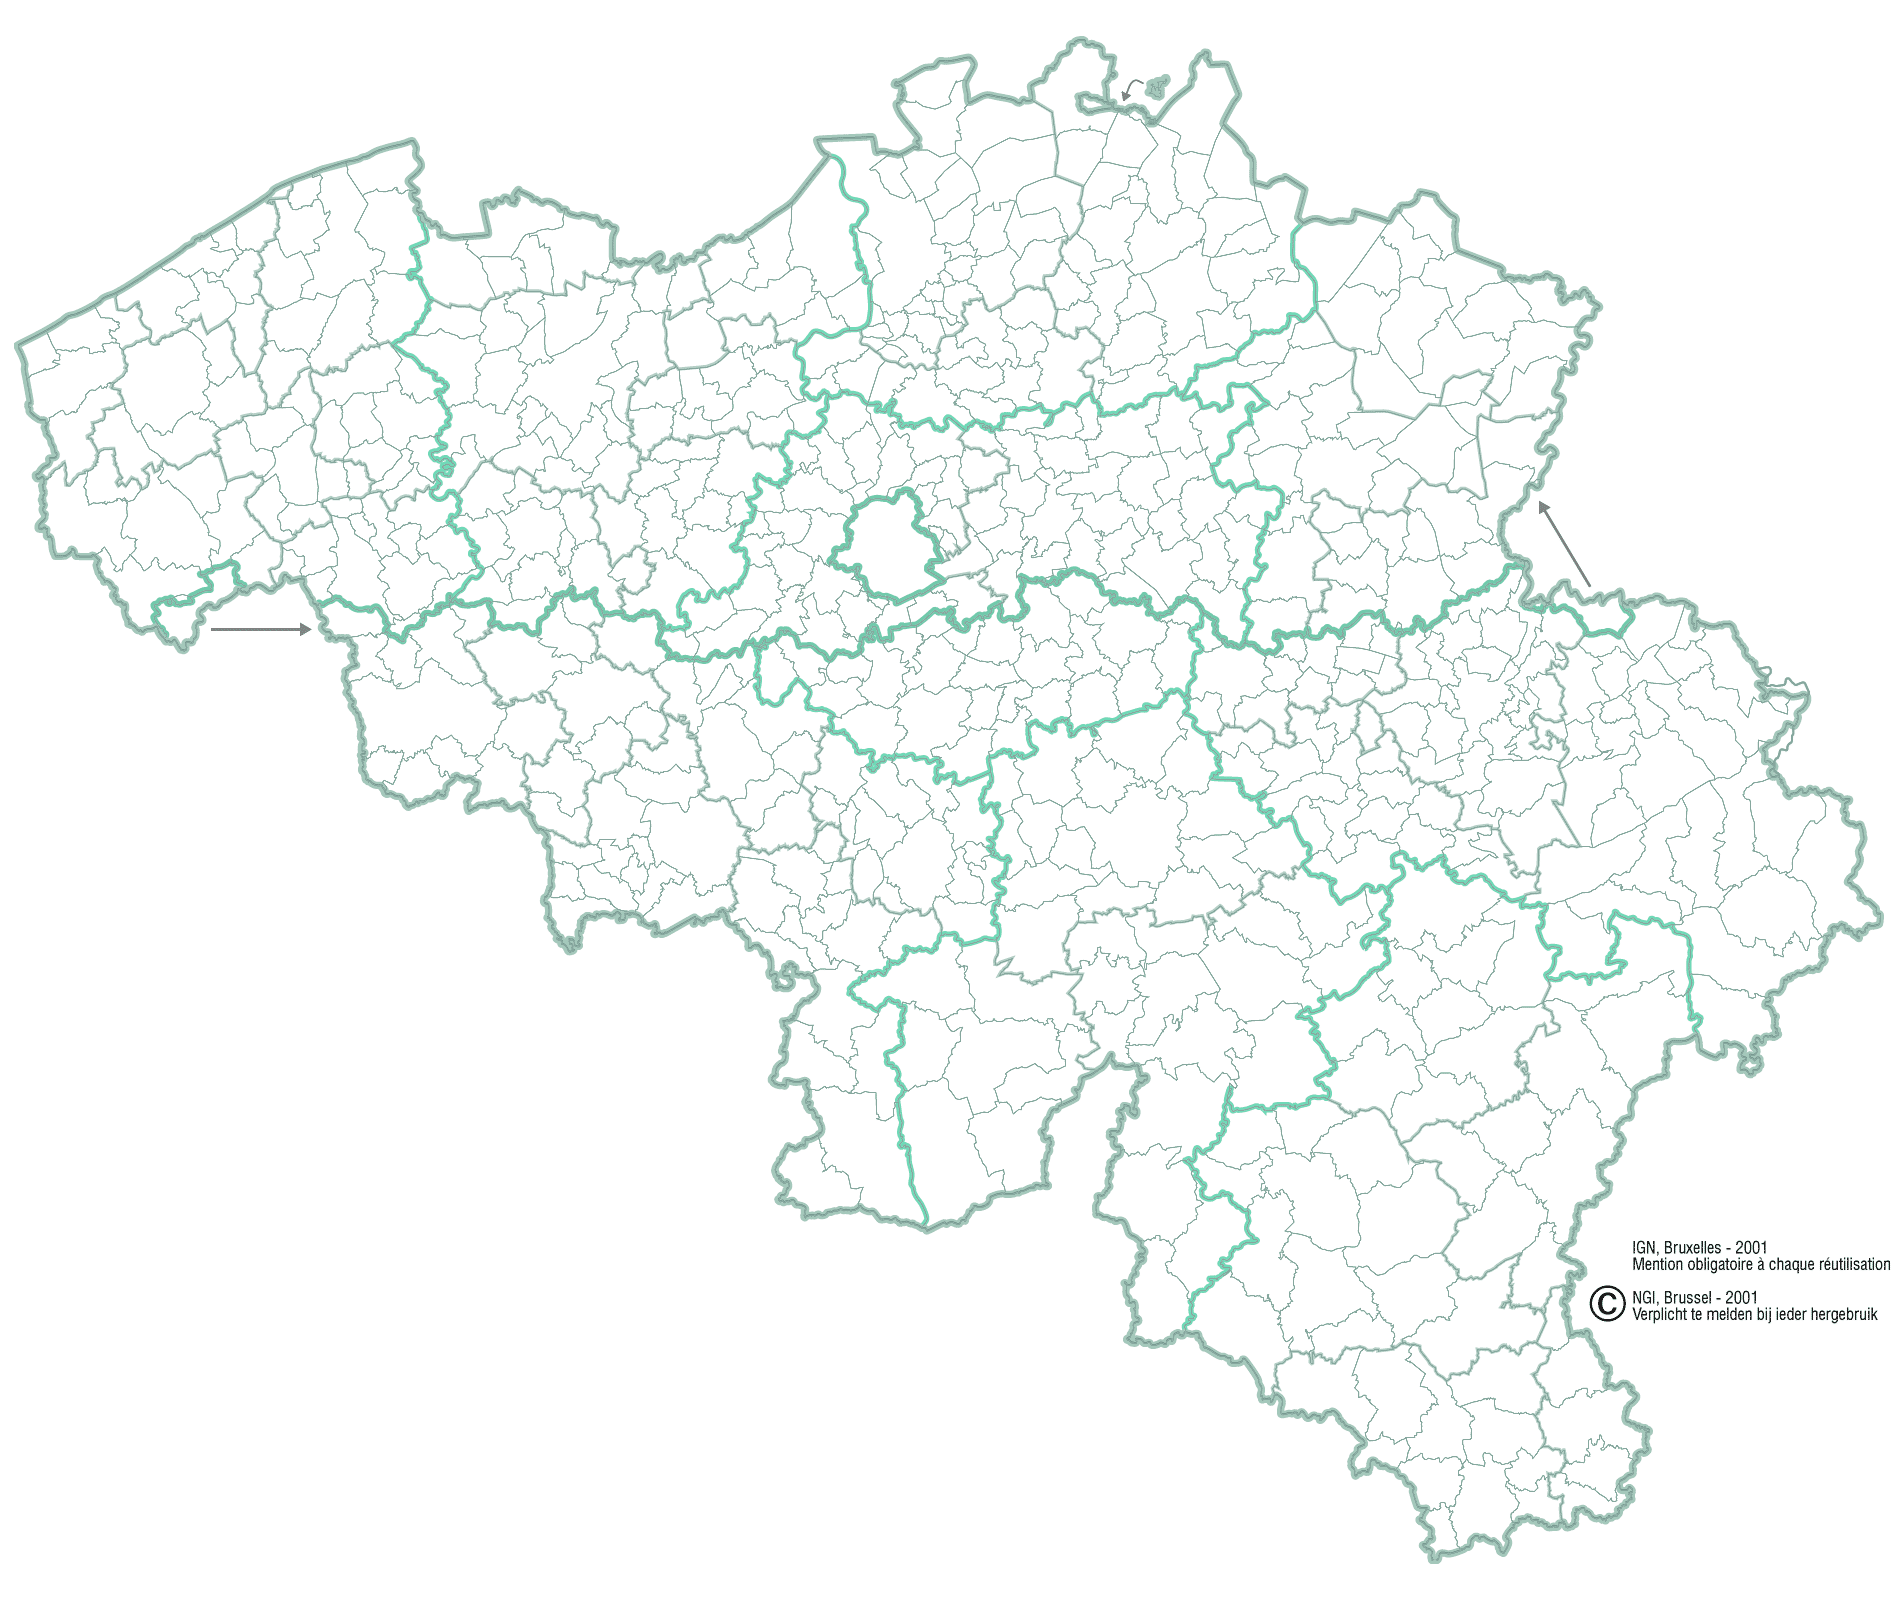 IGN, Bruxelles - 2001
Mention obligatoire à chaque réutilisation
© NGI, Brussel - 2001
Verplicht te melden bij ieder hergebruik